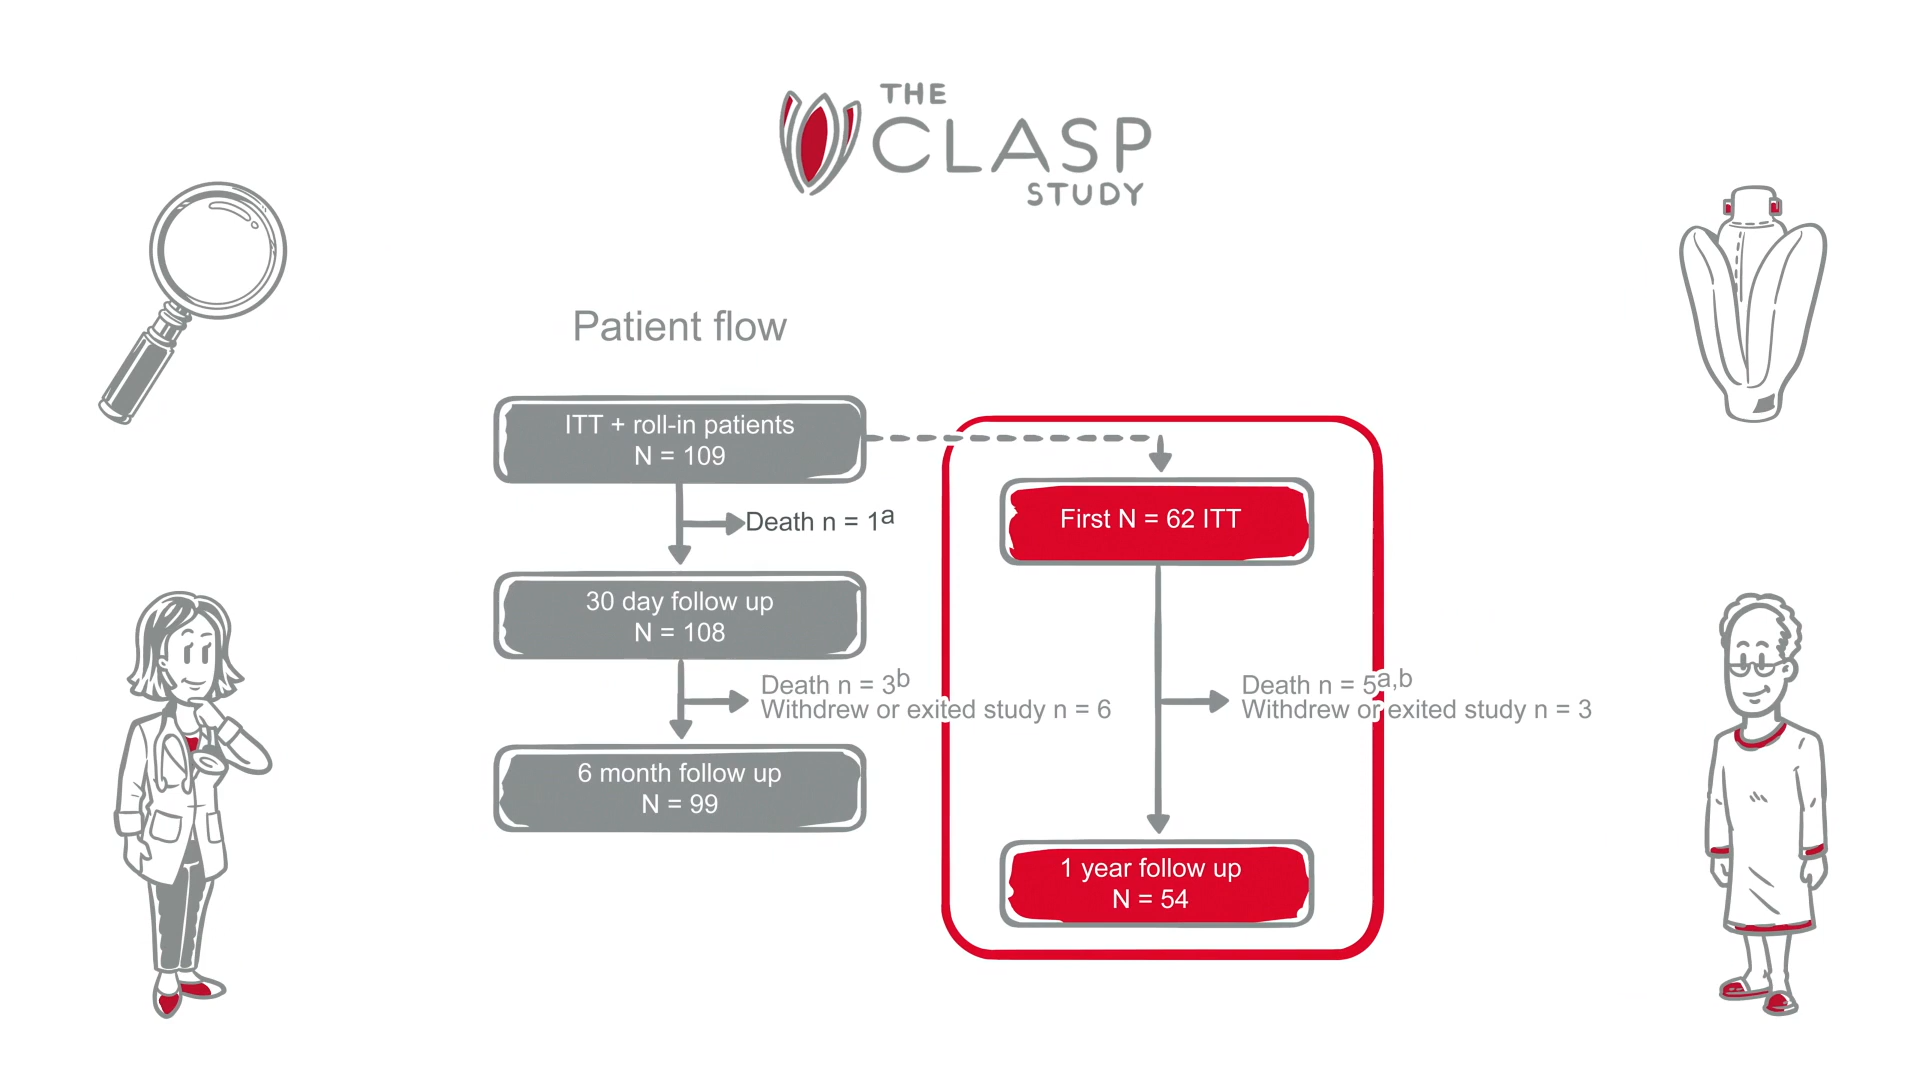 THE
CLASP
STUDY
Patient flow
ITT + roll-in patients
N = 109
Death n = 1a
30 day follow up
N = 108
Death n = 3b
Withdrew or exited study n = 6
6 month follow up
N = 99
First N = 62 ITT
Death n = 5a,b
Withdrew or exited study n = 3
1 year follow up
N = 54